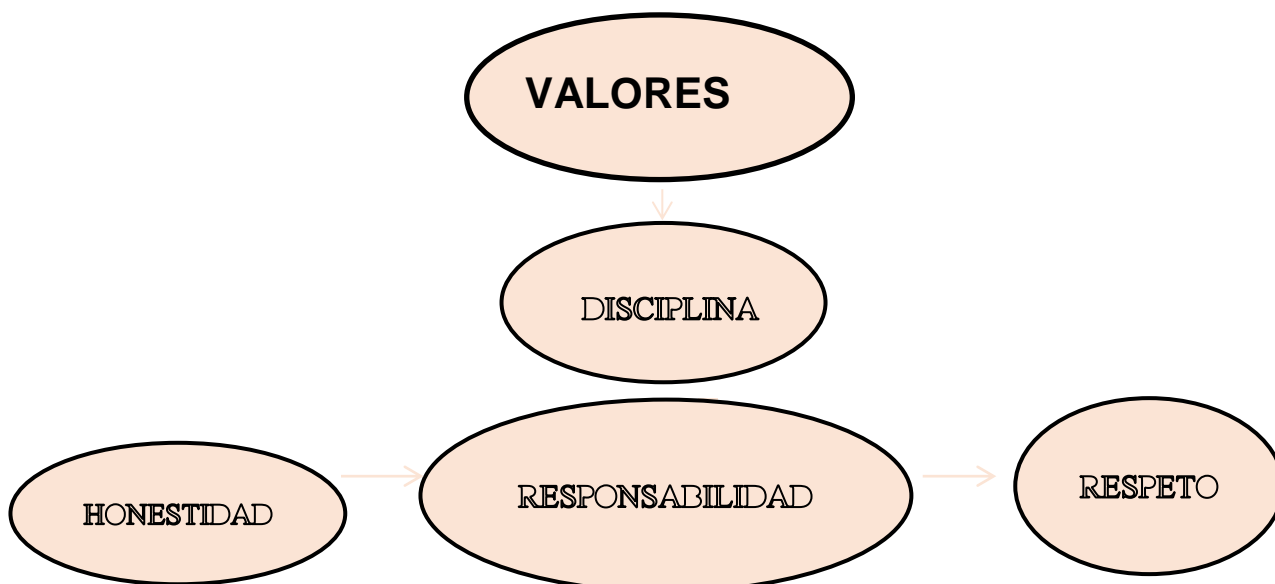 VALORES
DISCIPLINA
HONESTIDAD
RESPONSABILIDAD
RESPETO